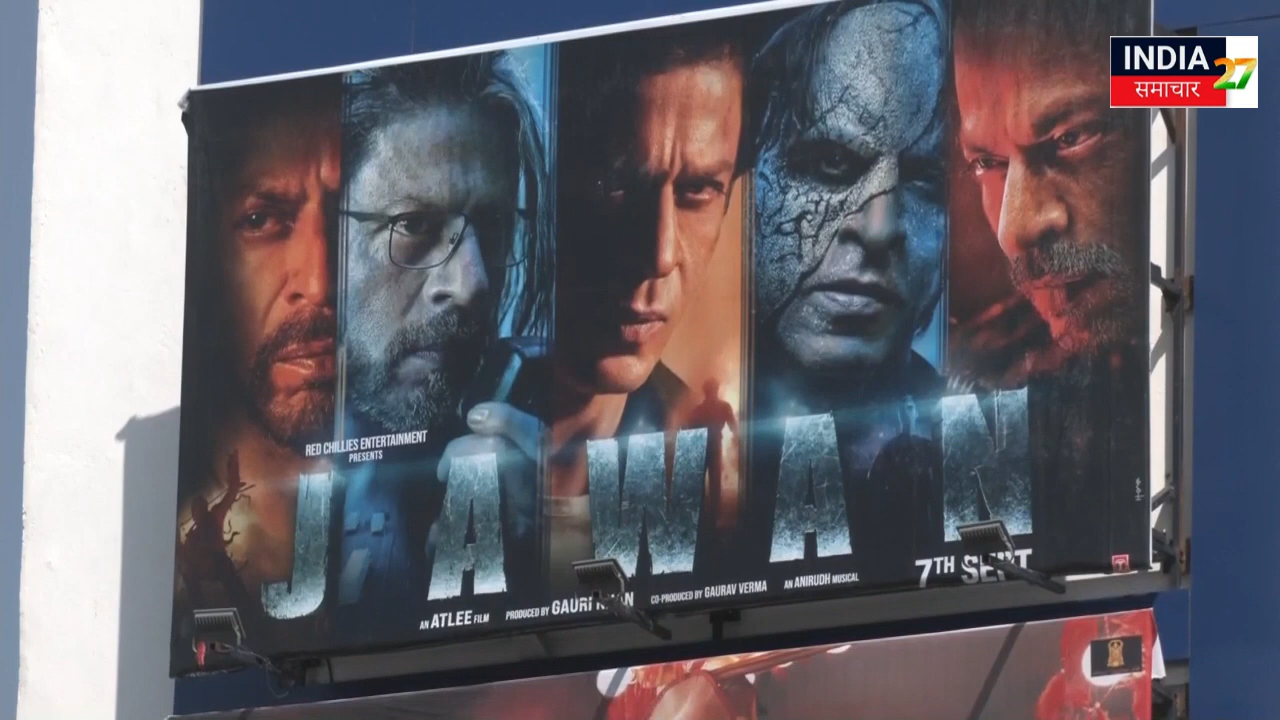 INDIA
समाचार
27
RED CHILLIES ENTERTAINMENT
PRESENTS
JAWAN
AN ATLEE FILM PRODUCED BY GAURI KHAN CO-PRODUCED BY GAURAV VERMA AN ANIRUDH MUSICAL
7TH SEPT